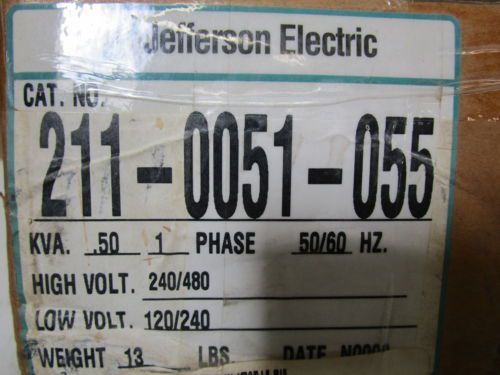 Jefferson Electric
CAT. NO.
211-0051-055
KVA. .50 1 PHASE 50/60 HZ.
HIGH VOLT. 240/480
LOW VOLT. 120/240
WEIGHT 13 LBS. DATE